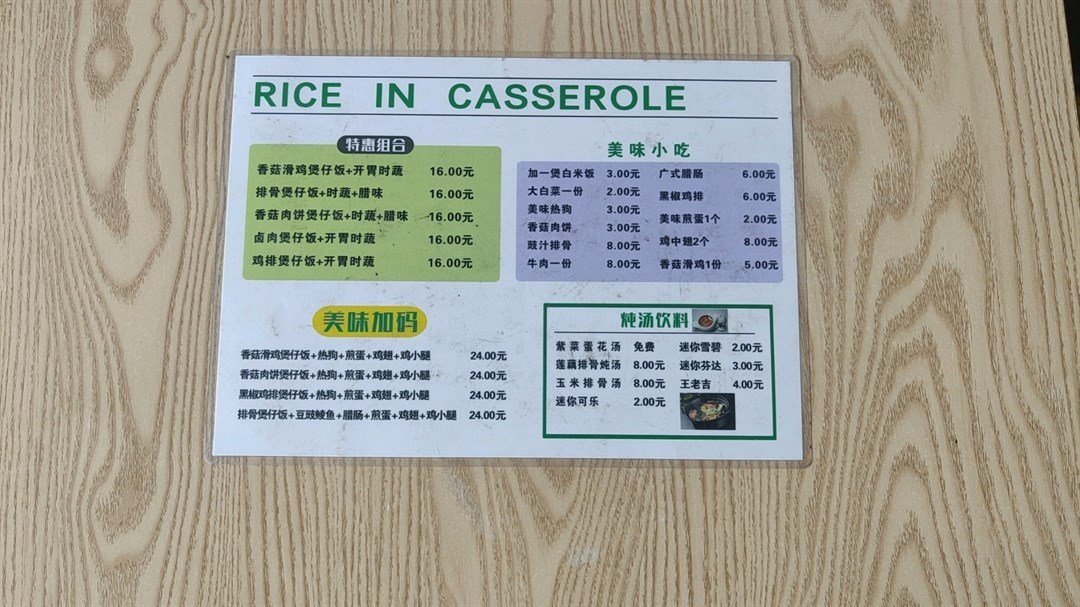 RICE IN CASSEROLE
特惠组合
香菇滑鸡煲仔饭+开胃时蔬 16.00元
排骨煲仔饭+时蔬+腊味 16.00元
香菇肉饼煲仔饭+时蔬+腊味 16.00元
卤肉煲仔饭+开胃时蔬 16.00元
鸡排煲仔饭+开胃时蔬 16.00元
美味小吃
加一煲白米饭 3.00元 广式腊肠 6.00元
大白菜一份 2.00元 黑椒鸡排 6.00元
美味热狗 3.00元 美味煎蛋1个 2.00元
香菇肉饼 3.00元
豉汁排骨 8.00元 鸡中翅2个 8.00元
牛肉一份 8.00元 香菇滑鸡1份 5.00元
美味加码
香菇滑鸡煲仔饭+热狗+煎蛋+鸡翅+鸡小腿 24.00元
香菇肉饼煲仔饭+热狗+煎蛋+鸡翅+鸡小腿 24.00元
黑椒鸡排煲仔饭+热狗+煎蛋+鸡翅+鸡小腿 24.00元
排骨煲仔饭+豆豉鲮鱼+腊肠+煎蛋+鸡翅+鸡小腿 24.00元
炖汤饮料
紫菜蛋花汤 免费 迷你雪碧 2.00元
莲藕排骨炖汤 8.00元 迷你芬达 3.00元
玉米排骨汤 8.00元 王老吉 4.00元
迷你可乐 2.00元